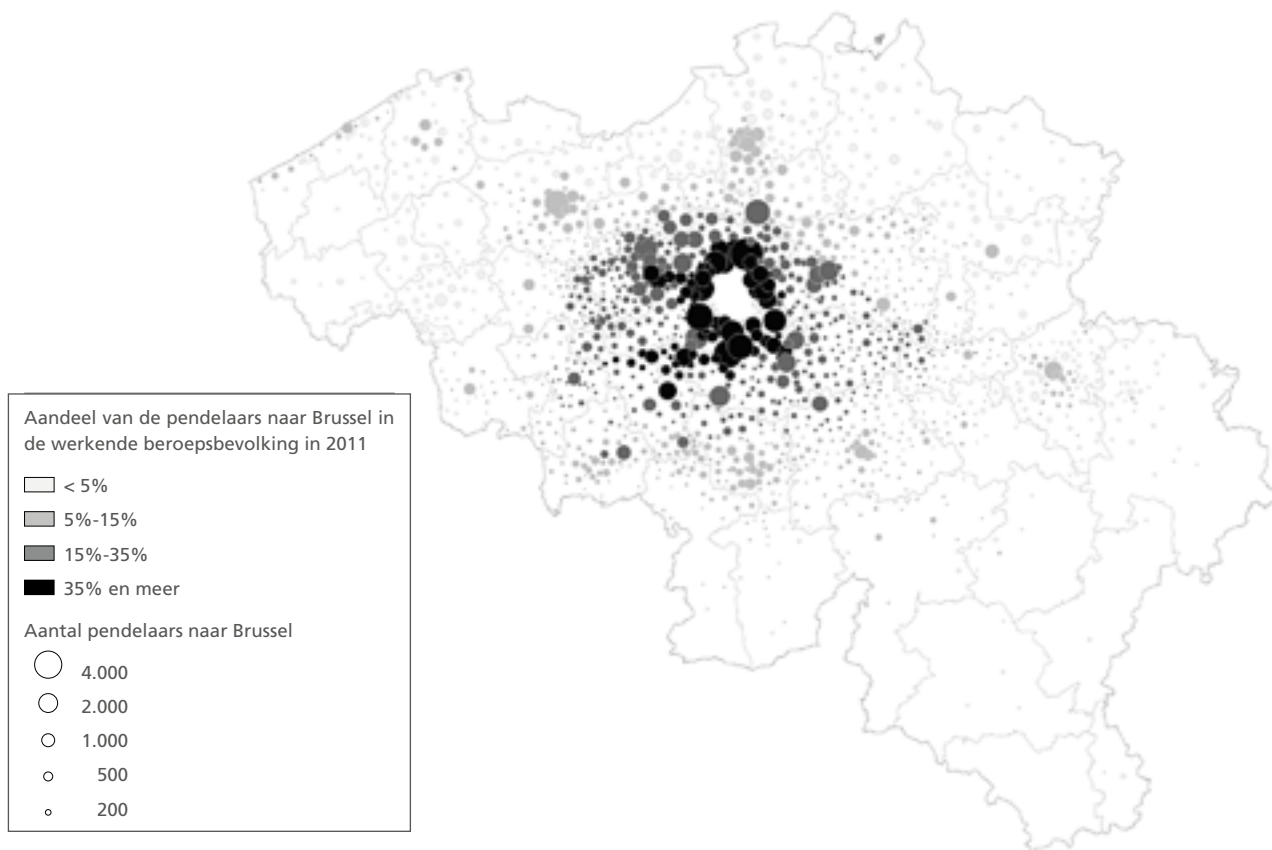 Aandeel van de pendelaars naar Brussel in
de werkende beroepsbevolking in 2011
< 5%
5%-15%
15%-35%
35% en meer
Aantal pendelaars naar Brussel
4.000
2.000
1.000
500
200